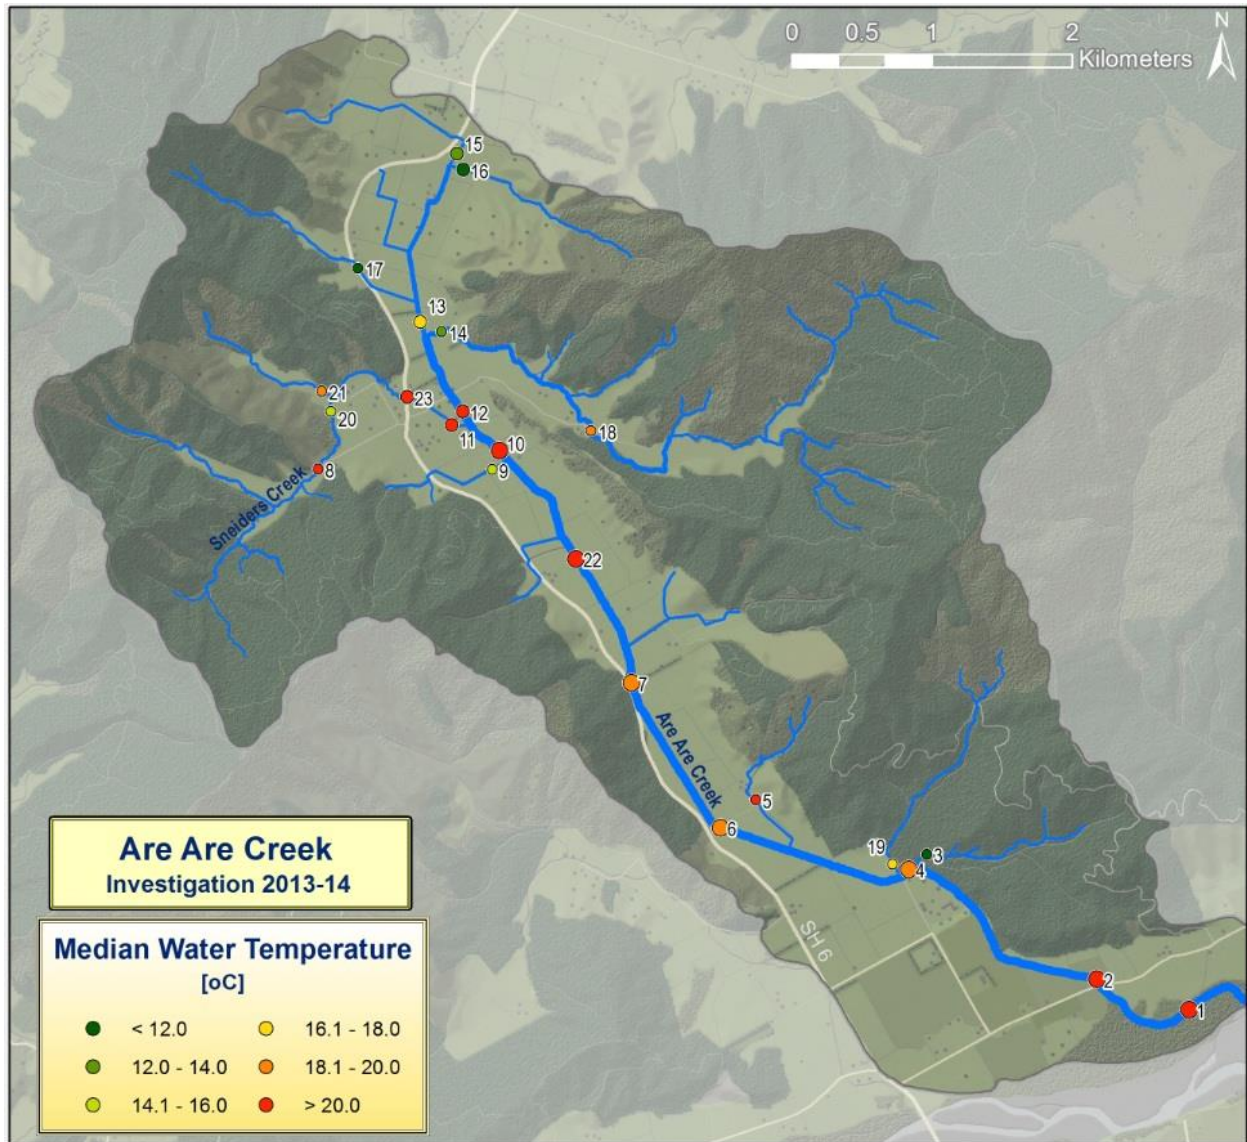 N
0 0.5 1 2
Kilometers
15
16
17
13
14
21
20
23
12
11
10
9
18
8
Sneiders Creek
22
7
Are Are Creek
5
6
19
3
4
SH 6
2
1
Are Are Creek
Investigation 2013-14
Median Water Temperature
[oC]
< 12.0 16.1 - 18.0
12.0 - 14.0 18.1 - 20.0
14.1 - 16.0 > 20.0